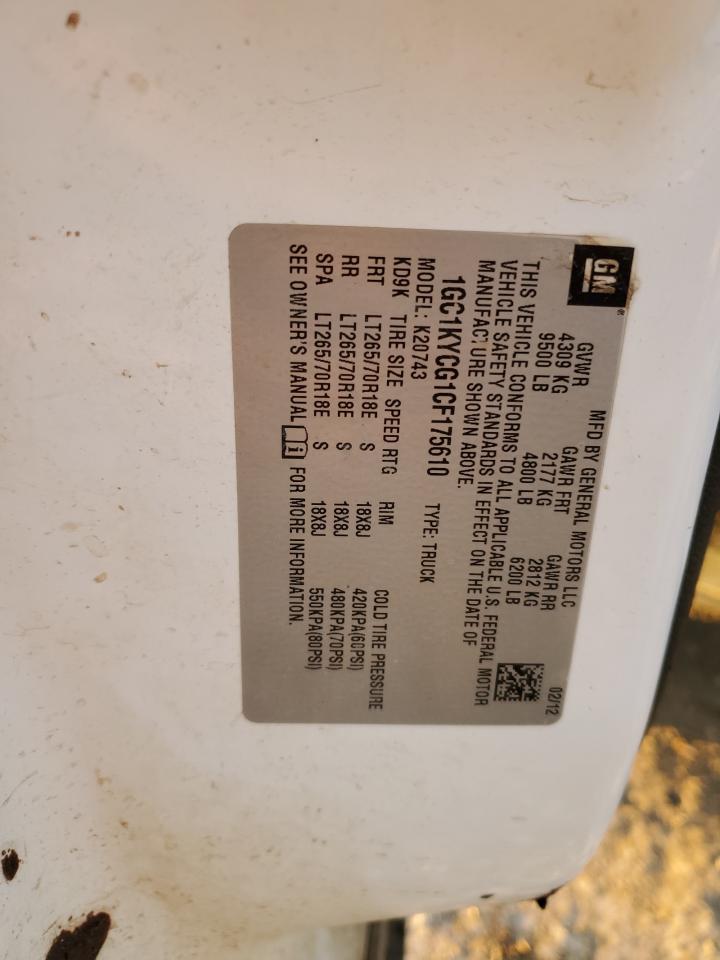 GM®
MFD BY GENERAL MOTORS LLC 02/12
GVWR GAWR FRT GAWR RR
4309 KG 2177 KG 2812 KG
9500 LB 4800 LB 6200 LB
THIS VEHICLE CONFORMS TO ALL APPLICABLE U.S. FEDERAL MOTOR
VEHICLE SAFETY STANDARDS IN EFFECT ON THE DATE OF
MANUFACTURE SHOWN ABOVE.
1GC1KYCG1CF175610 TYPE: TRUCK
MODEL: K20743
KD9K TIRE SIZE SPEED RTG RIM COLD TIRE PRESSURE
FRT LT265/70R18E S 18X8J 420KPA(60PSI)
RR LT265/70R18E S 18X8J 480KPA(70PSI)
SPA LT265/70R18E S 18X8J 550KPA(80PSI)
SEE OWNER'S MANUAL FOR MORE INFORMATION.